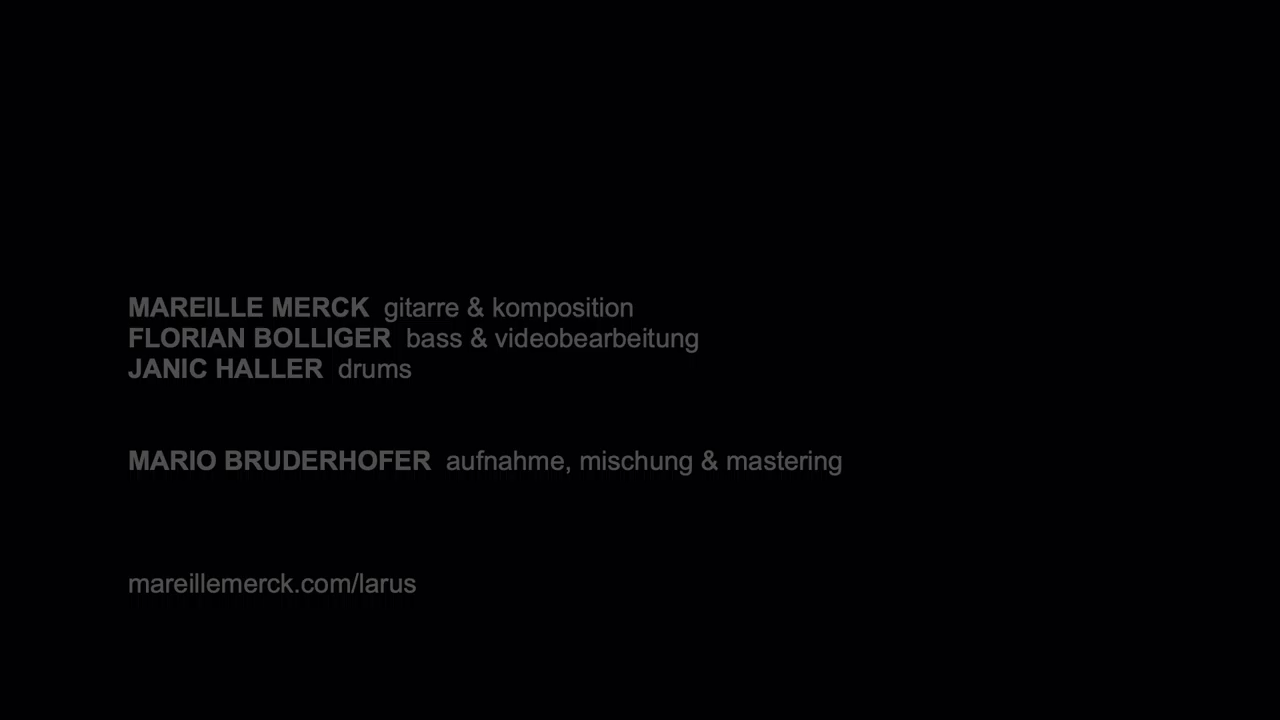 MAREILLE MERCK gitarre & komposition
FLORIAN BOLLIGER bass & videobearbeitung
JANIC HALLER drums
MARIO BRUDERHOFER aufnahme, mischung & mastering
mareillemerck.com/larus